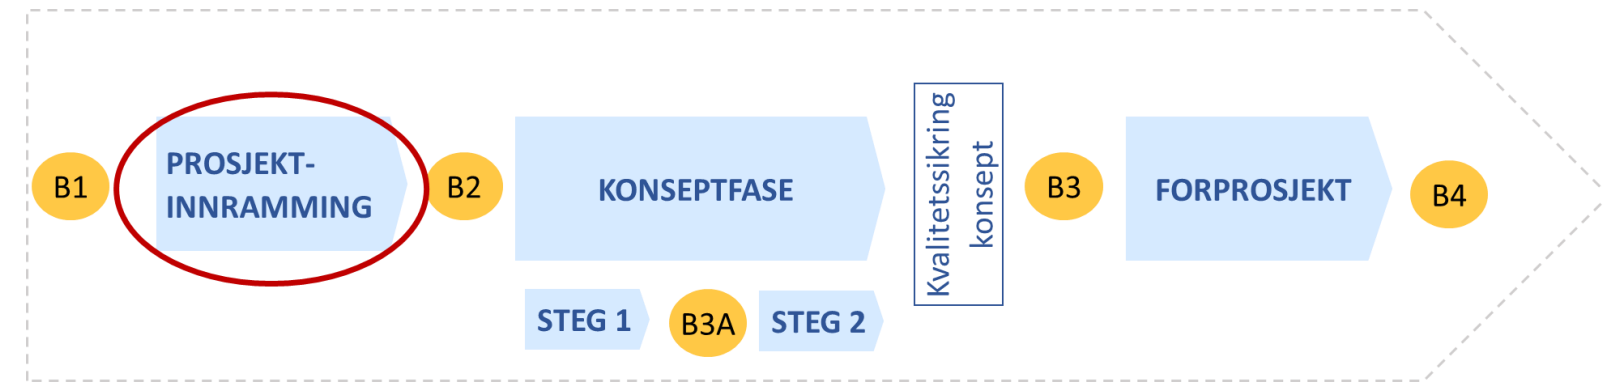 B1
PROSJEKT-
INNRAMMING
B2
KONSEPTFASE
Kvalitetssikring
konsept
B3
FORPROSJEKT
B4
STEG 1
B3A
STEG 2